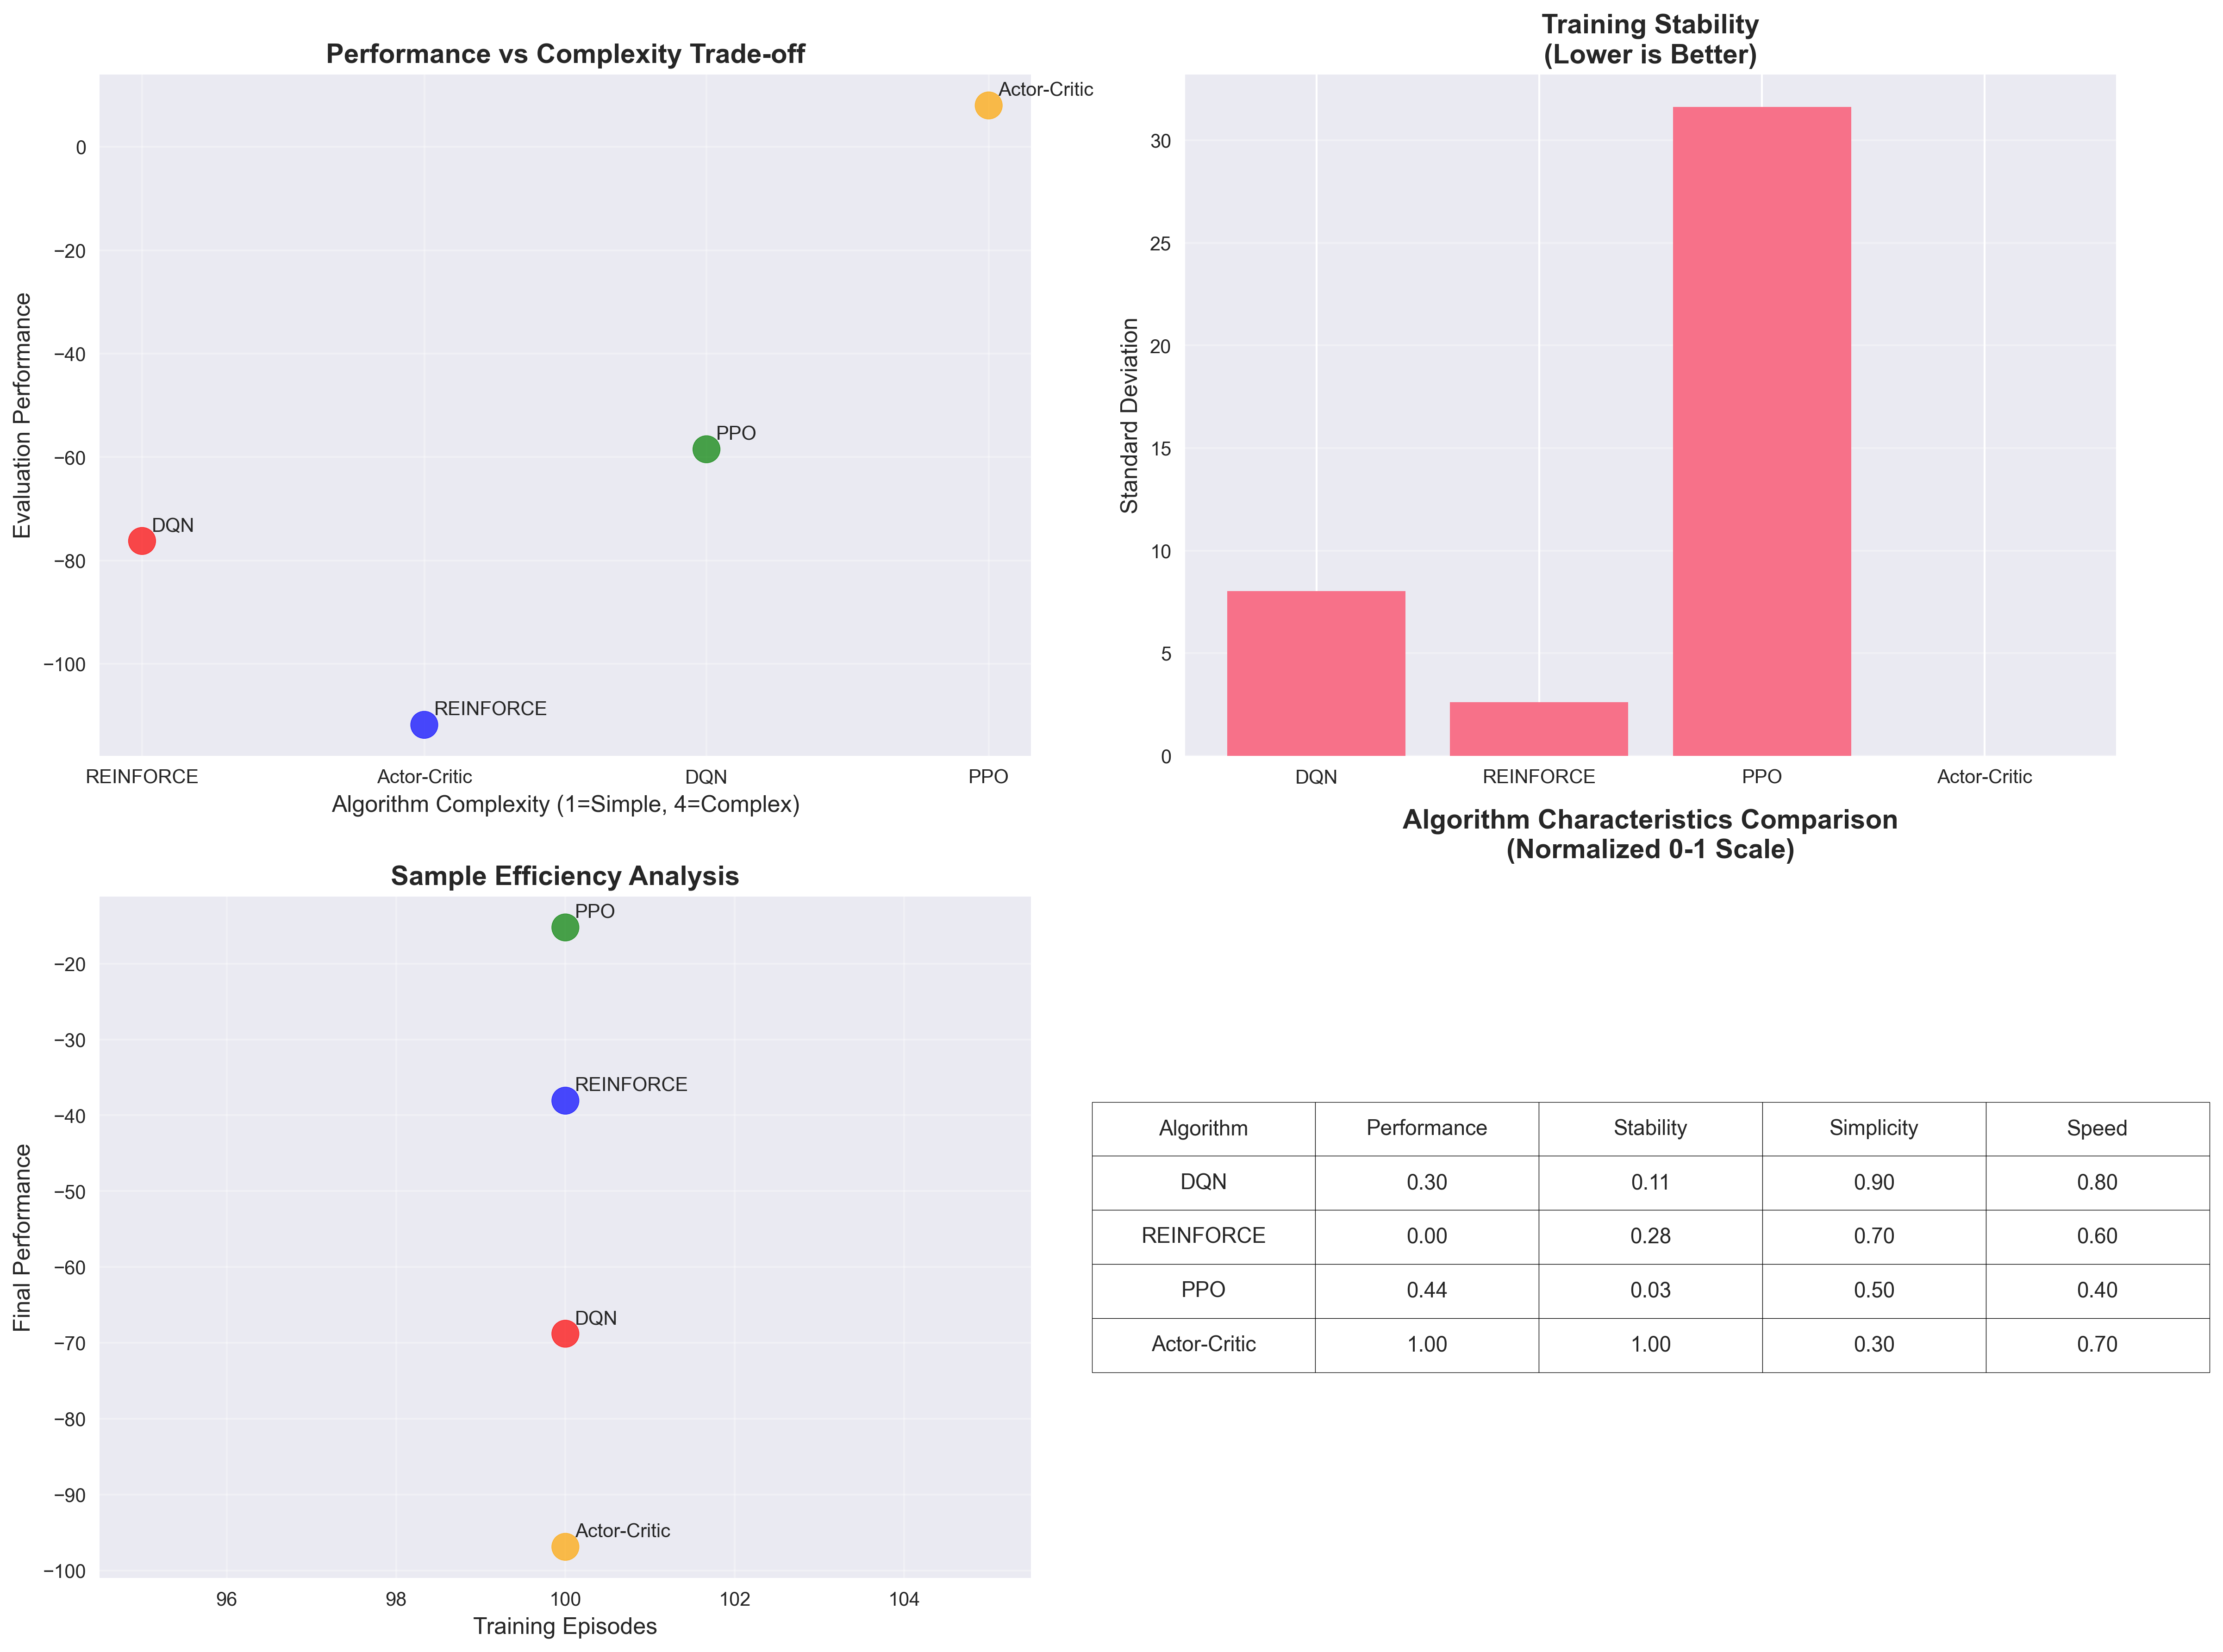 Performance vs Complexity Trade-off
Actor-Critic
0
−20
−40
PPO
−60
DQN
−80
−100
REINFORCE
Evaluation Performance
REINFORCE Actor-Critic DQN PPO
Algorithm Complexity (1=Simple, 4=Complex)
Training Stability
(Lower is Better)
30
25
20
15
10
5
0
Standard Deviation
DQN REINFORCE PPO Actor-Critic
Sample Efficiency Analysis
PPO
−20
−30
REINFORCE
−40
−50
−60
DQN
−70
−80
−90
Actor-Critic
−100
Final Performance
96 98 100 102 104
Training Episodes
Algorithm Characteristics Comparison
(Normalized 0-1 Scale)
Algorithm Performance Stability Simplicity Speed
DQN 0.30 0.11 0.90 0.80
REINFORCE 0.00 0.28 0.70 0.60
PPO 0.44 0.03 0.50 0.40
Actor-Critic 1.00 1.00 0.30 0.70